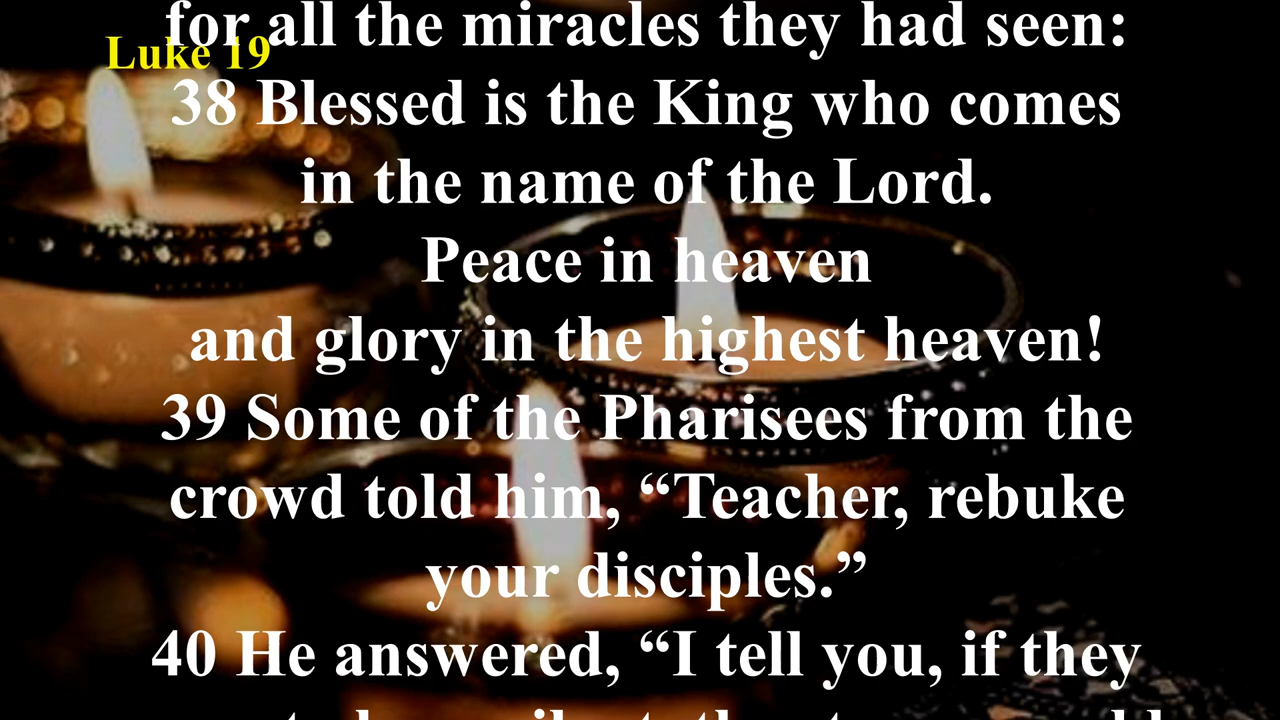 for all the miracles they had seen:
Luke 19
38 Blessed is the King who comes
in the name of the Lord.
Peace in heaven
and glory in the highest heaven!
39 Some of the Pharisees from the
crowd told him, “Teacher, rebuke
your disciples.”
40 He answered, “I tell you, if they